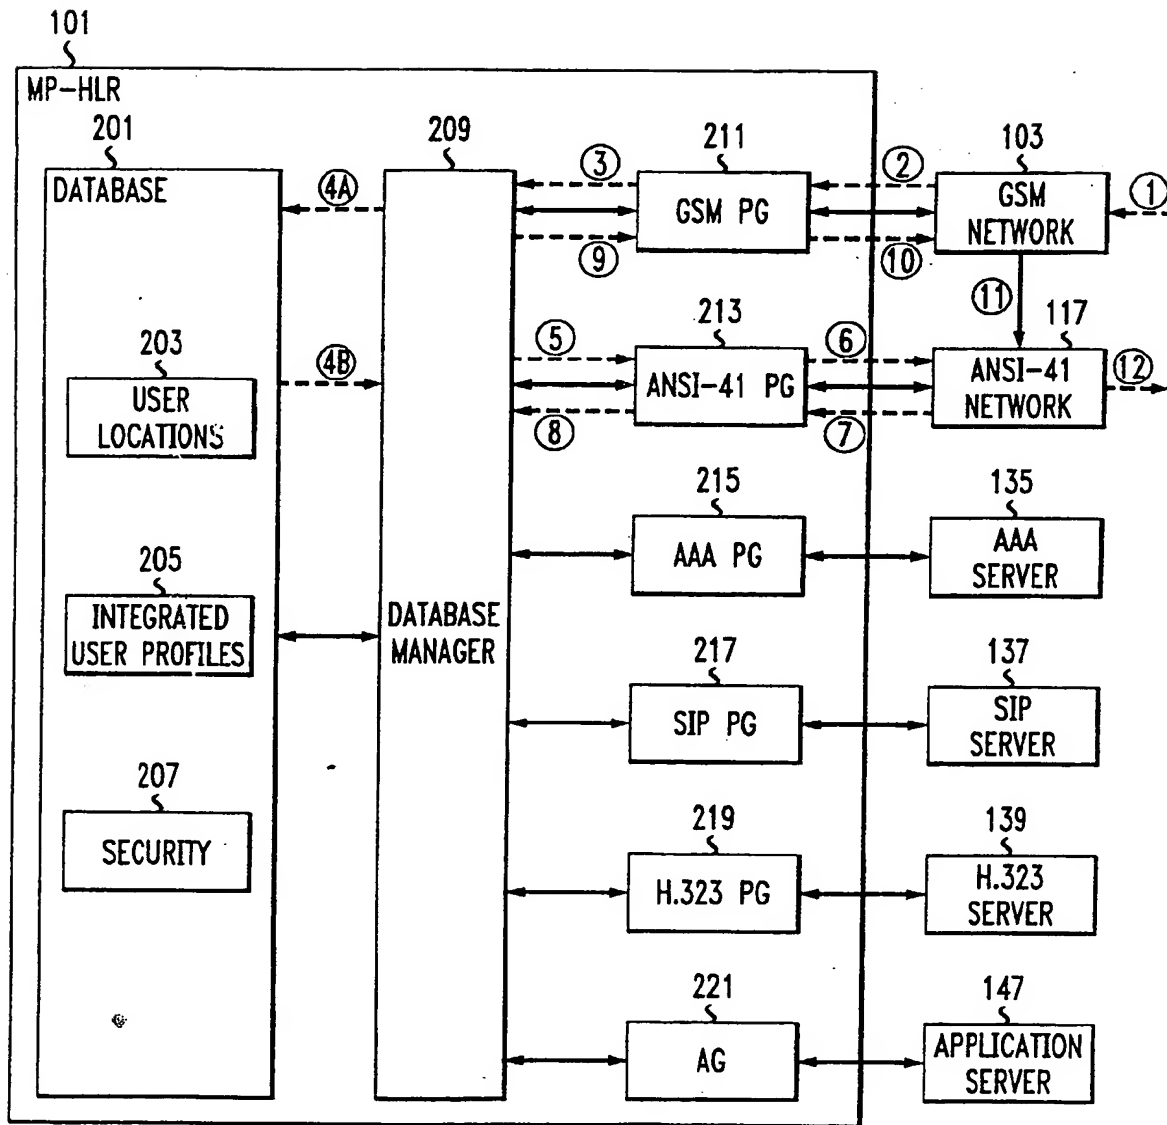 101
MP-HLR
201
DATABASE
203
USER
LOCATIONS
205
INTEGRATED
USER PROFILES
207
SECURITY
4A
4B
209
DATABASE
MANAGER
3
9
5
8
211
GSM PG
213
ANSI-41 PG
215
AAA PG
217
SIP PG
219
H.323 PG
221
AG
2
10
6
7
103
GSM
NETWORK
1
11
117
ANSI-41
NETWORK
12
135
AAA
SERVER
137
SIP
SERVER
139
H.323
SERVER
147
APPLICATION
SERVER